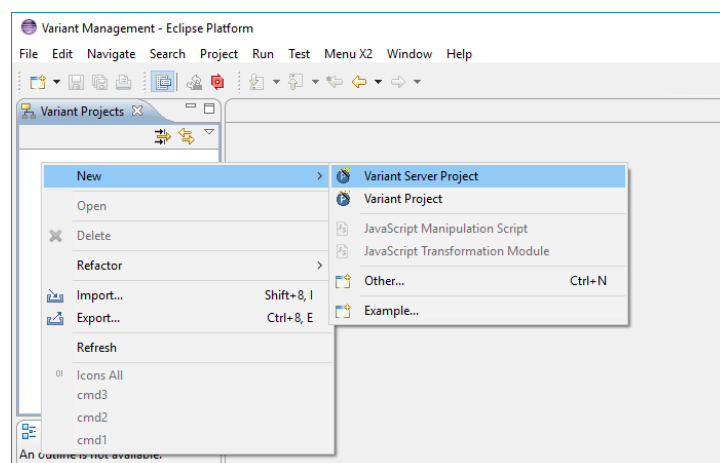 Variant Management - Eclipse Platform
File Edit Navigate Search Project Run Test Menu X2 Window Help
Variant Projects
New
Open
Delete
Refactor
Import... Shift+8, I
Export... Ctrl+8, E
Refresh
Icons All
cmd3
cmd2
cmd1
Variant Server Project
Variant Project
JavaScript Manipulation Script
JavaScript Transformation Module
Other... Ctrl+N
Example...
An outline is not available.